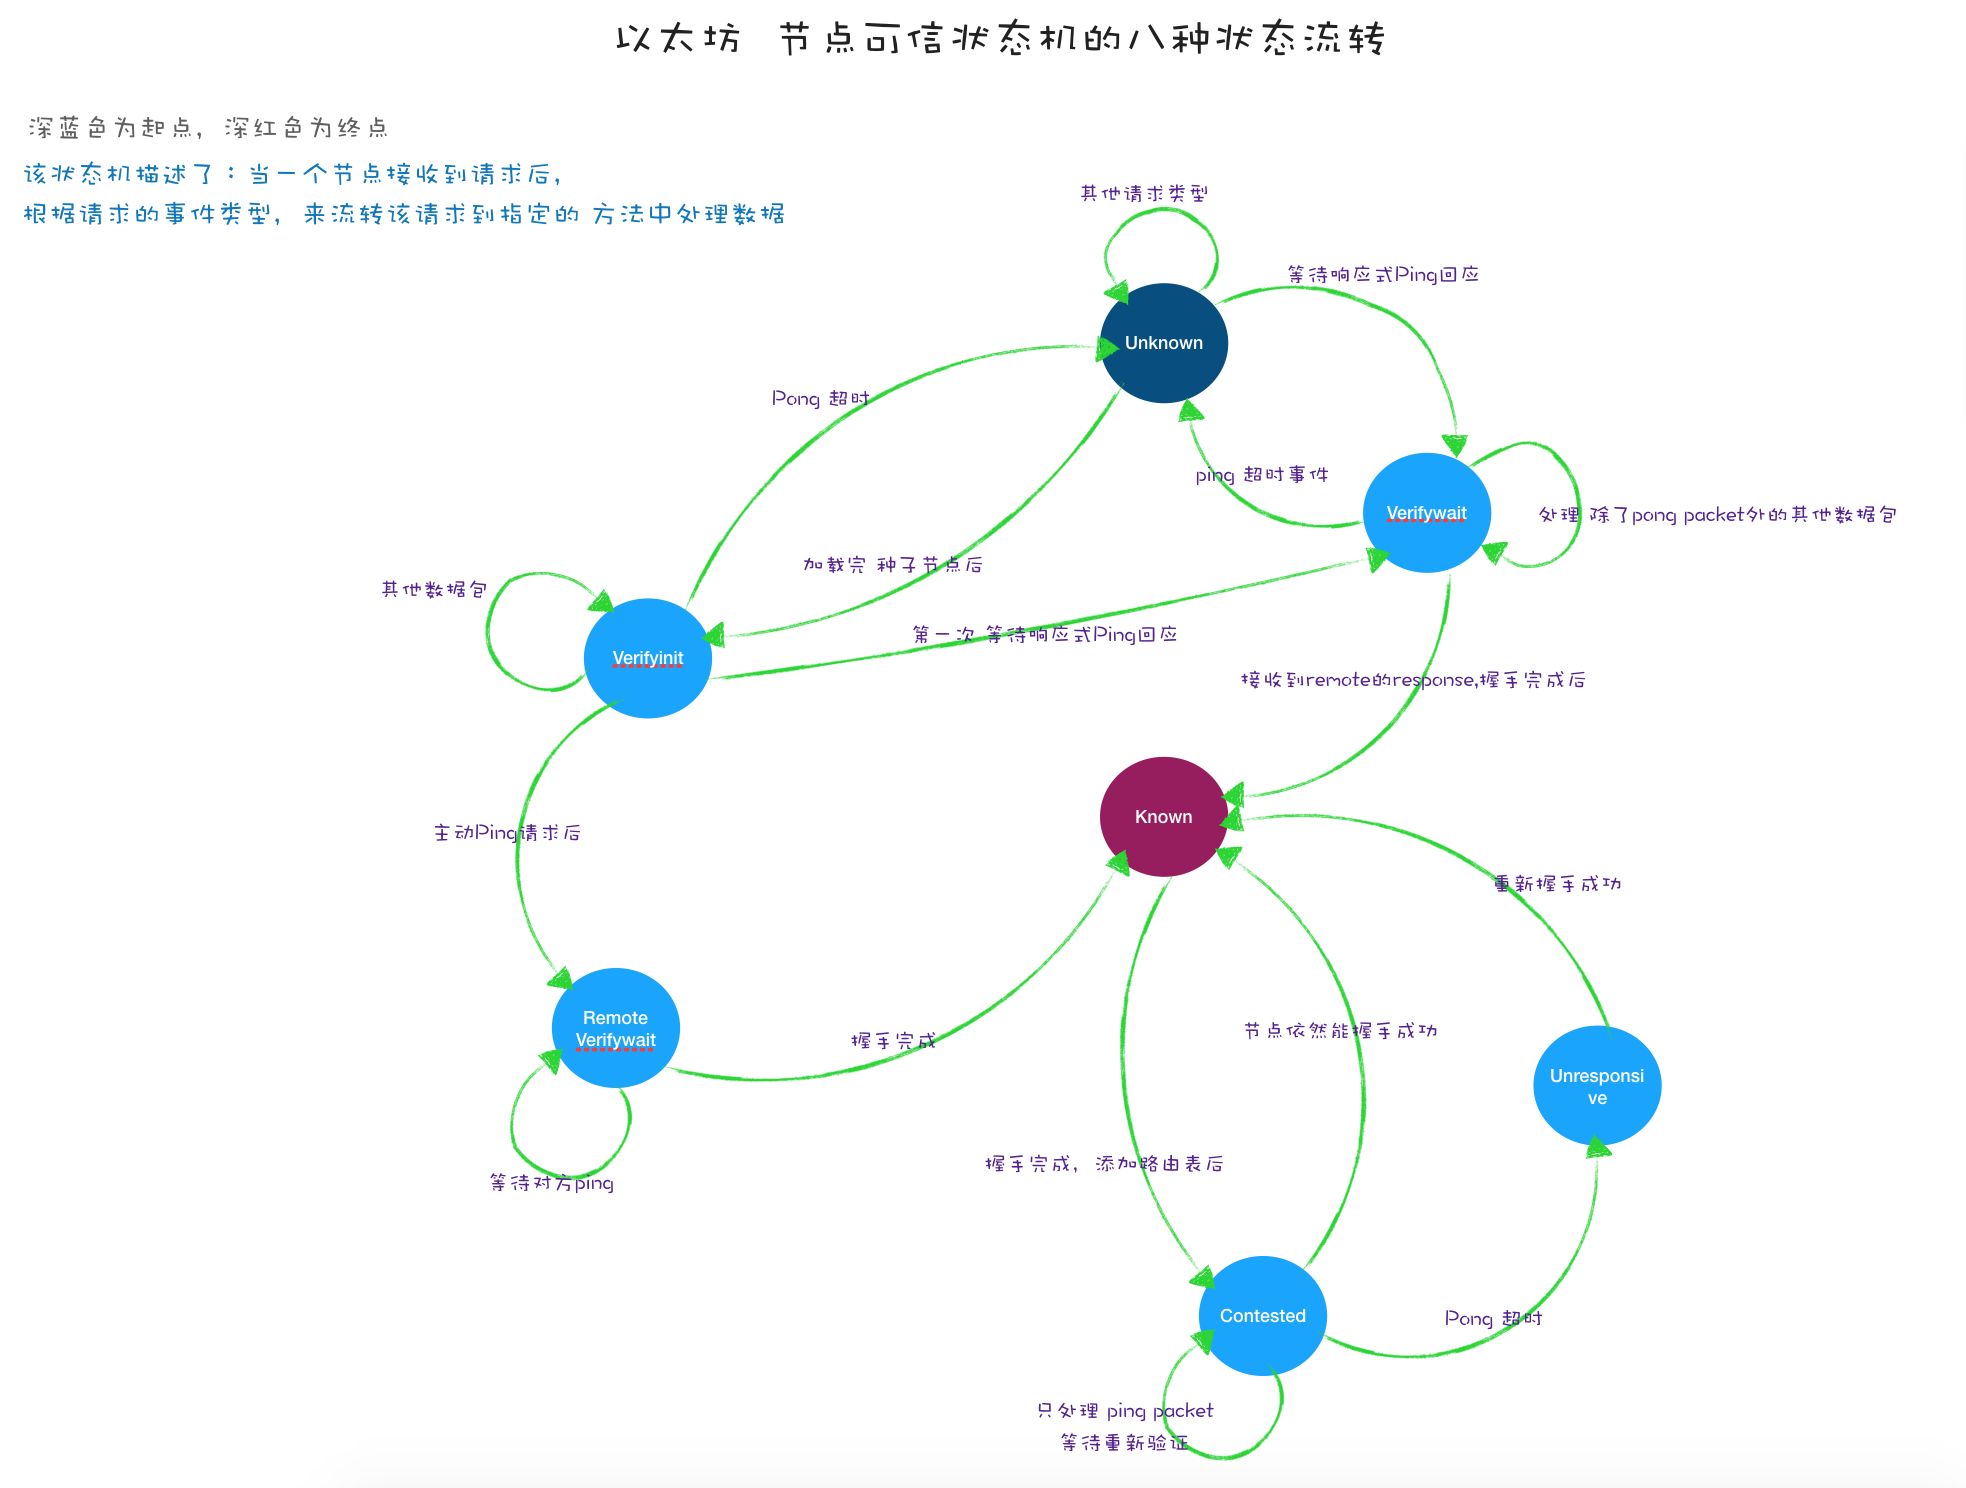 以太坊 节点可信状态机的八种状态流转
深蓝色为起点，深红色为终点
该状态机描述了：当一个节点接收到请求后，
根据请求的事件类型，来流转该请求到指定的 方法中处理数据
其他请求类型
等待响应式Ping回应
Unknown
Pong 超时
ping 超时事件
Verifywait
处理 除了pong packet外的其他数据包
加载完 种子节点后
其他数据包
第一次 等待响应式Ping回应
Verifyinit
接收到remote的response,握手完成后
Known
主动Ping请求后
重新握手成功
Remote
Verifywait
握手完成
节点依然能握手成功
Unresponsi
ve
握手完成，添加路由表后
等待对方ping
Contested
Pong 超时
只处理 ping packet
等待重新验证